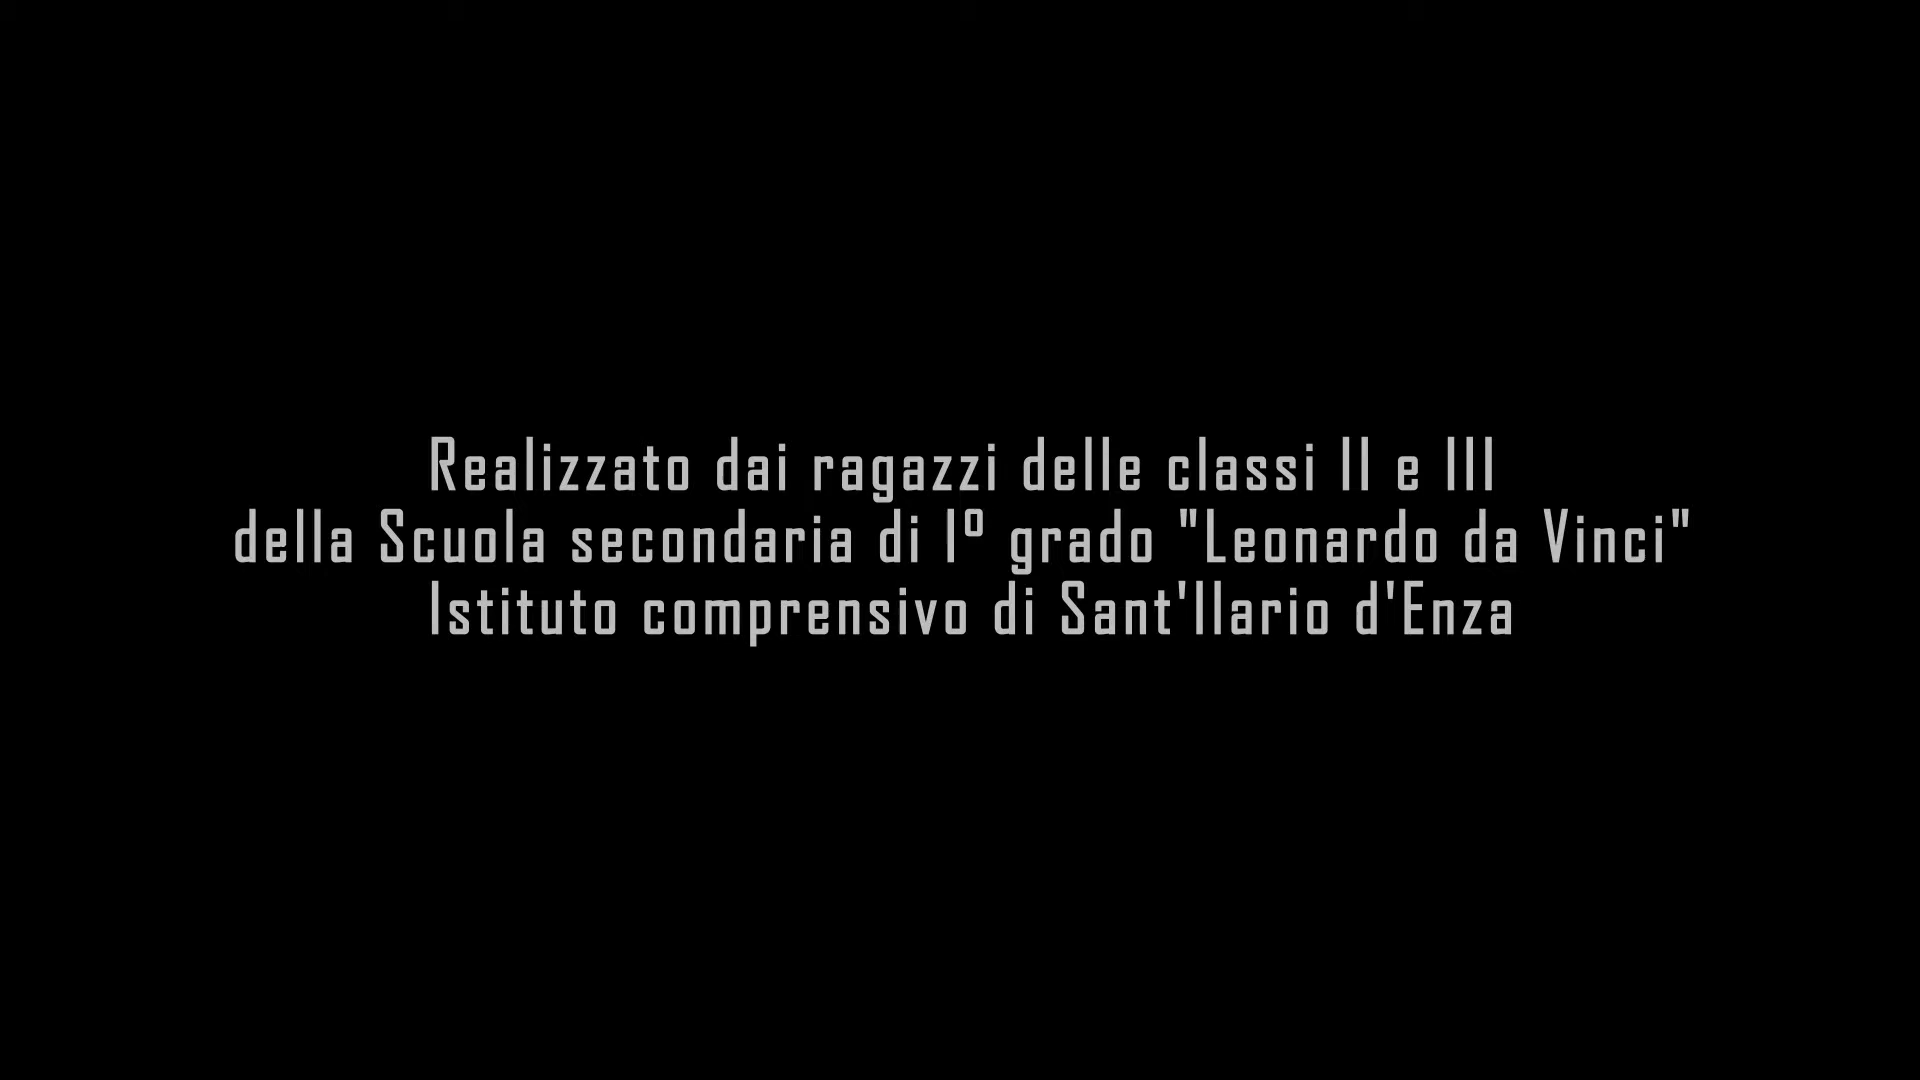 Realizzato dai ragazzi delle classi II e III
della Scuola secondaria di Iº grado "Leonardo da Vinci"
Istituto comprensivo di Sant'Ilario d'Enza